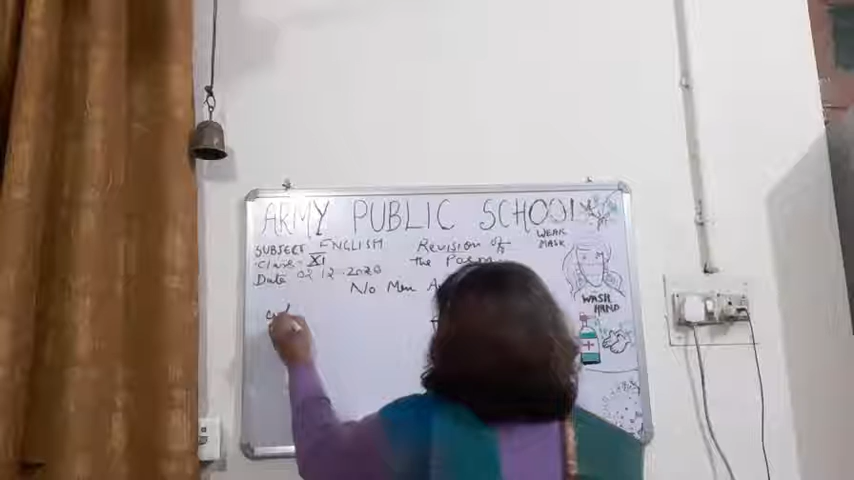 ARMY PUBLIC SCHOOL
SUBJECT ENGLISH
Class - XI
Date 02.12.2020
Revision of
the Poem
No Men A
WEAR
MASK
WASH
HAND